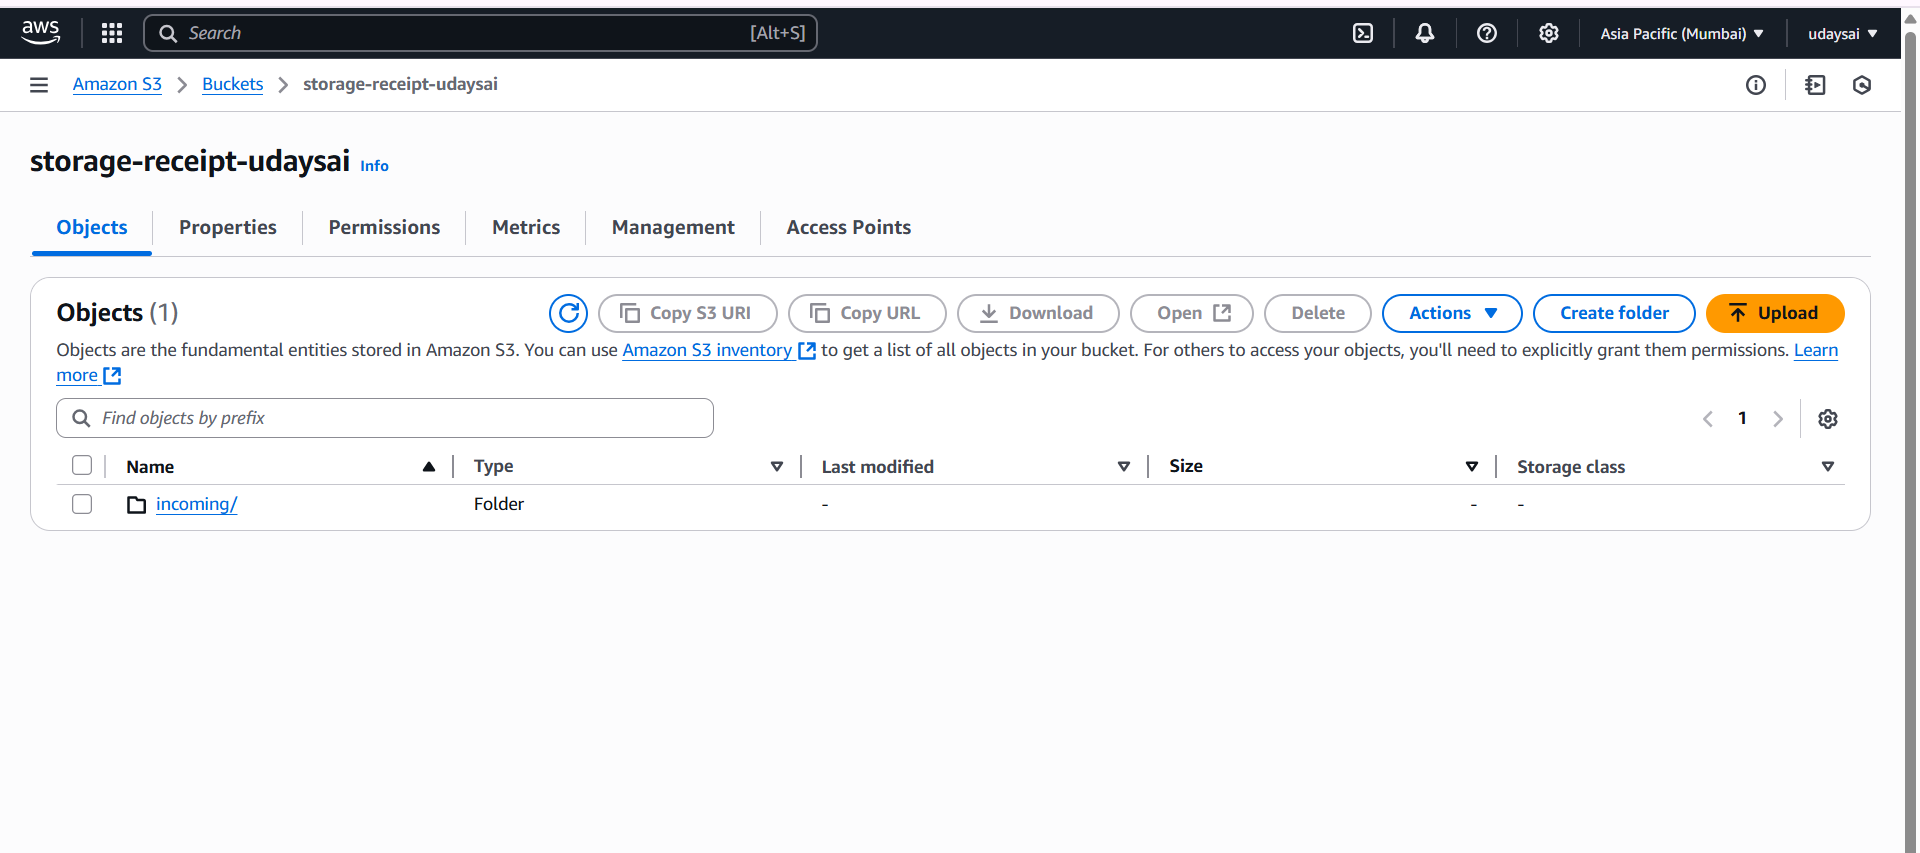 aws Search [Alt+S] Asia Pacific (Mumbai) udaysai
Amazon S3 Buckets storage-receipt-udaysai
storage-receipt-udaysai Info
Objects Properties Permissions Metrics Management Access Points
Objects (1) Copy S3 URI Copy URL Download Open Delete Actions Create folder Upload
Objects are the fundamental entities stored in Amazon S3. You can use Amazon S3 inventory to get a list of all objects in your bucket. For others to access your objects, you'll need to explicitly grant them permissions. Learn
more
Find objects by prefix 1
Name Type Last modified Size Storage class
incoming/ Folder - - -